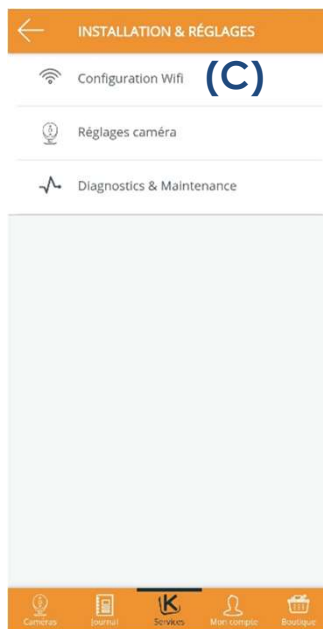 INSTALLATION & RÉGLAGES
Configuration Wifi (C)
Réglages caméra
Diagnostics & Maintenance
K
Caméras Journal Services Mon compte Boutique